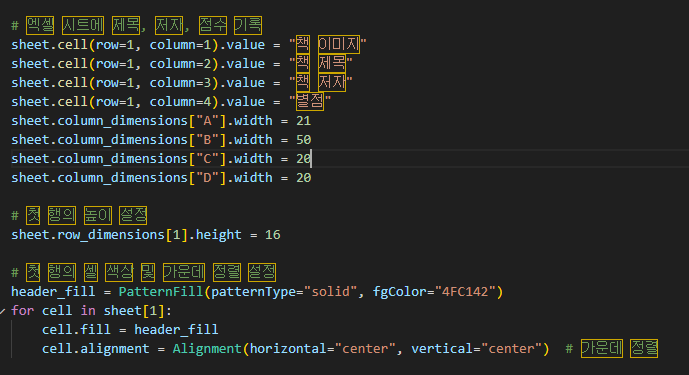 # 엑셀 시트에 제목, 저자, 점수 기록
sheet.cell(row=1, column=1).value = "책 이미지"
sheet.cell(row=1, column=2).value = "책 제목"
sheet.cell(row=1, column=3).value = "책 저자"
sheet.cell(row=1, column=4).value = "별점"
sheet.column_dimensions["A"].width = 21
sheet.column_dimensions["B"].width = 50
sheet.column_dimensions["C"].width = 20
sheet.column_dimensions["D"].width = 20
# 첫 행의 높이 설정
sheet.row_dimensions[1].height = 16
# 첫 행의 셀 색상 및 가운데 정렬 설정
header_fill = PatternFill(patternType="solid", fgColor="4FC142")
for cell in sheet[1]:
    cell.fill = header_fill
    cell.alignment = Alignment(horizontal="center", vertical="center")  # 가운데 정렬